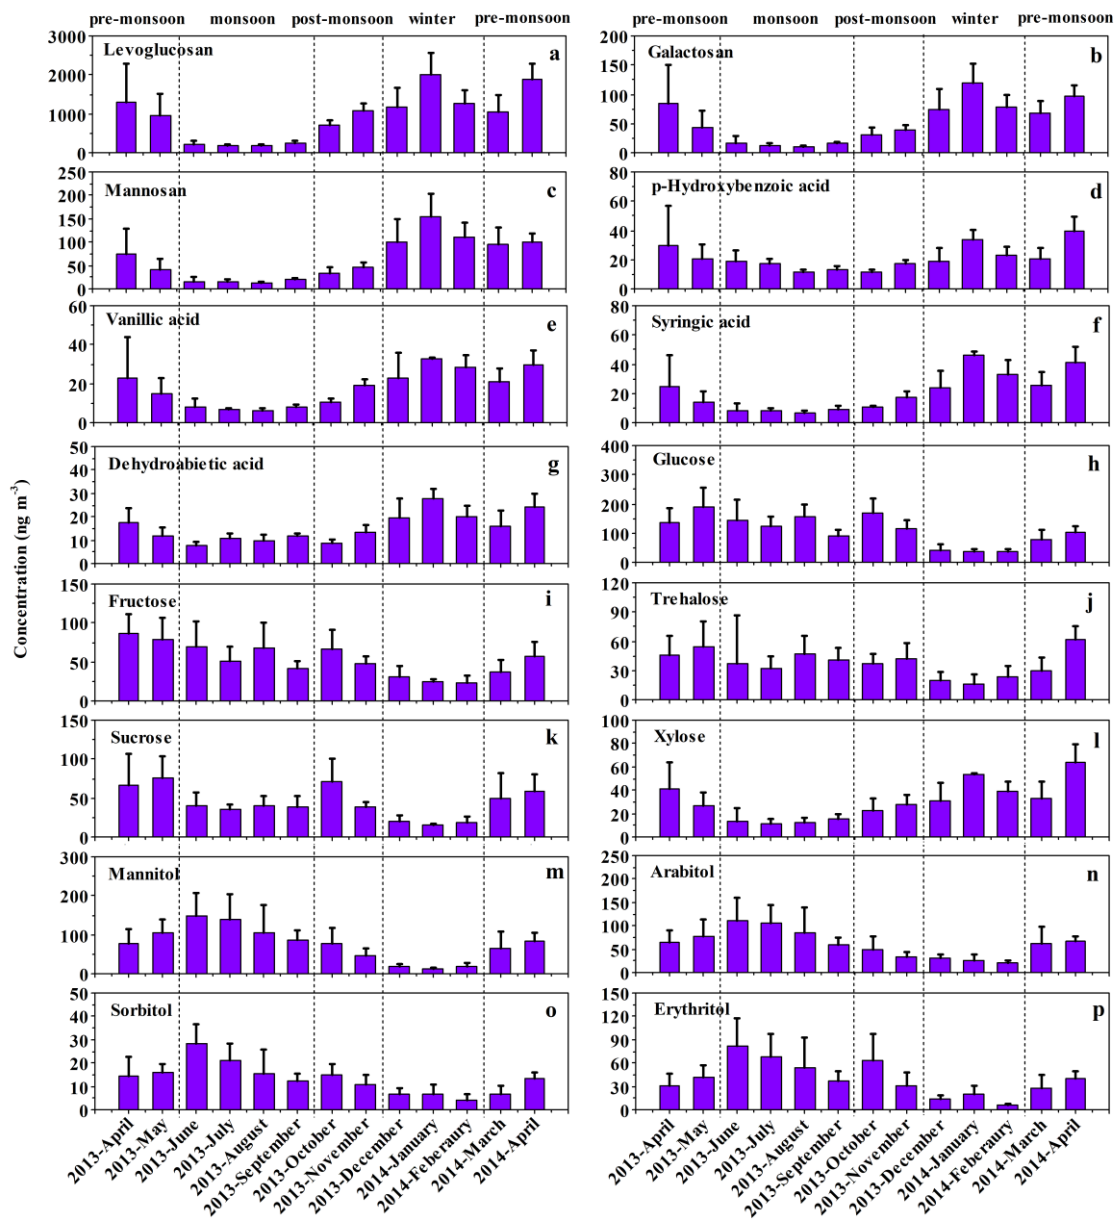 pre-monsoon monsoon post-monsoon winter pre-monsoon
pre-monsoon monsoon post-monsoon winter pre-monsoon
Concentration (ng m-3)
Levoglucosan a
3000
2000
1000
0
Galactosan b
200
150
100
50
0
Mannosan c
250
200
150
100
50
0
p-Hydroxybenzoic acid d
80
60
40
20
0
Vanillic acid e
60
40
20
0
Syringic acid f
80
60
40
20
0
Dehydroabietic acid g
50
40
30
20
10
0
Glucose h
400
300
200
100
0
Fructose i
150
100
50
0
Trehalose j
120
90
60
30
0
Sucrose k
150
100
50
0
Xylose l
100
80
60
40
20
0
Mannitol m
300
200
100
0
Arabitol n
250
200
150
100
50
0
Sorbitol o
50
40
30
20
10
0
Erythritol p
150
120
90
60
30
0
2013-April
2013-May
2013-June
2013-July
2013-August
2013-September
2013-October
2013-November
2013-December
2014-January
2014-Feberaury
2014-March
2014-April
2013-April
2013-May
2013-June
2013-July
2013-August
2013-September
2013-October
2013-November
2013-December
2014-January
2014-Feberaury
2014-March
2014-April